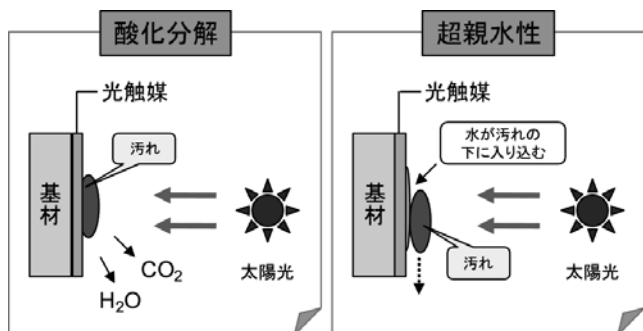 酸化分解
光触媒
汚れ
基材
太陽光
CO₂
H₂O
超親水性
光触媒
水が汚れの
下に入り込む
基材
汚れ
太陽光